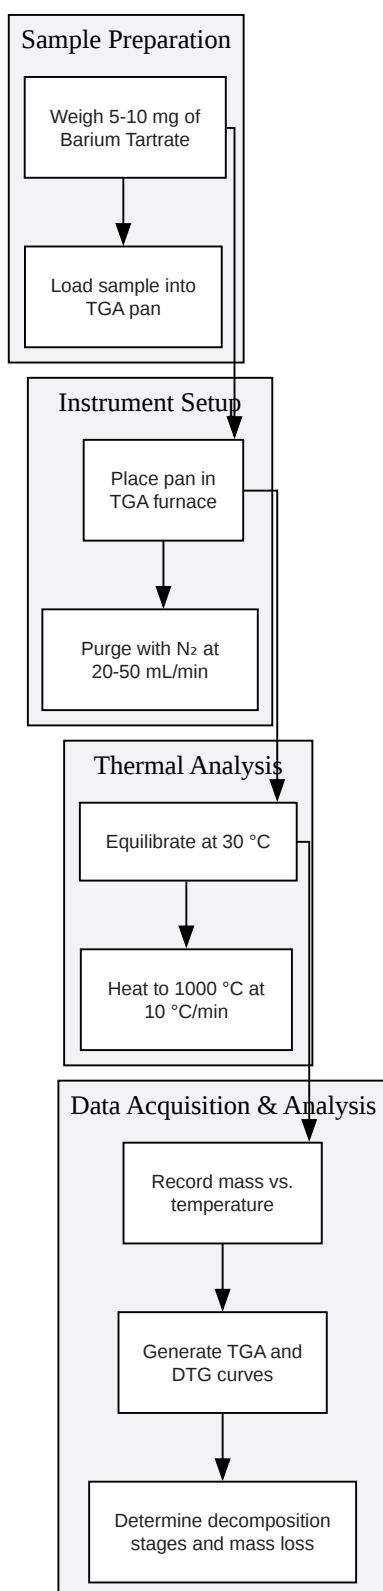 Sample Preparation
Weigh 5-10 mg of
Barium Tartrate
Load sample into
TGA pan
Instrument Setup
Place pan in
TGA furnace
Purge with N₂ at
20-50 mL/min
Thermal Analysis
Equilibrate at 30 °C
Heat to 1000 °C at
10 °C/min
Data Acquisition & Analysis
Record mass vs.
temperature
Generate TGA and
DTG curves
Determine decomposition
stages and mass loss